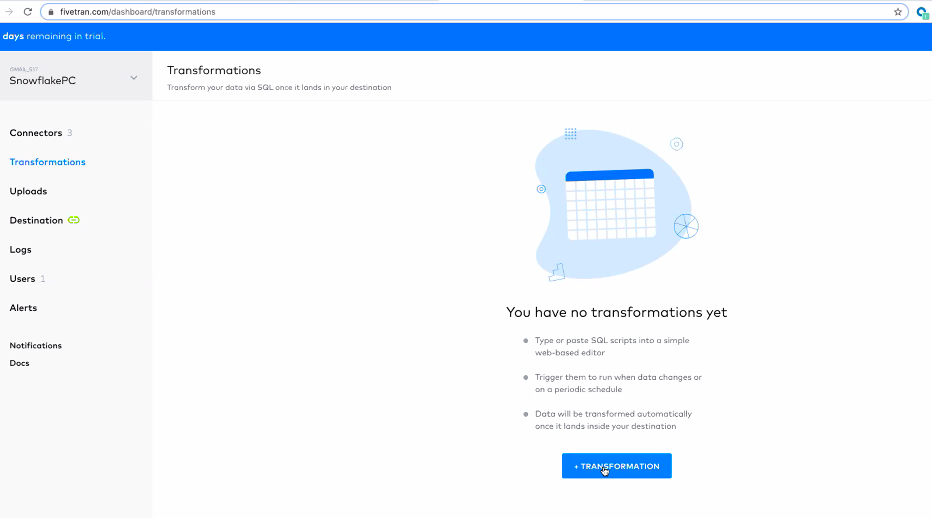 fivetran.com/dashboard/transformations
days remaining in trial.
GMAIL_517
SnowflakePC
Transformations
Transform your data via SQL once it lands in your destination
Connectors 3
Transformations
Uploads
Destination
Logs
Users 1
Alerts
Notifications
Docs
You have no transformations yet
Type or paste SQL scripts into a simple
web-based editor
Trigger them to run when data changes or
on a periodic schedule
Data will be transformed automatically
once it lands inside your destination
+ TRANSFORMATION